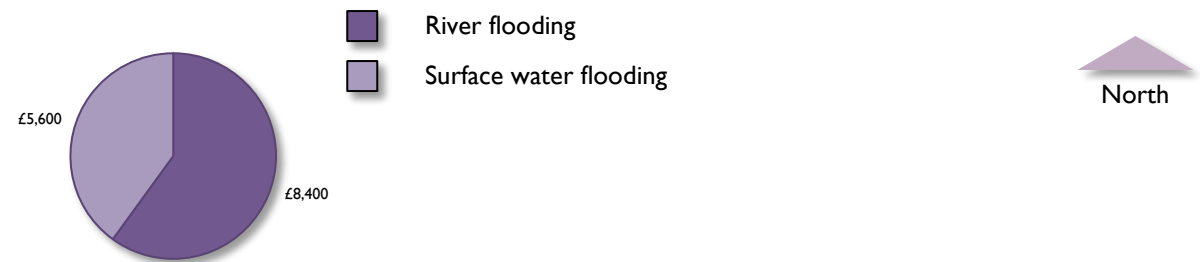 River flooding
Surface water flooding
North
£5,600
£8,400